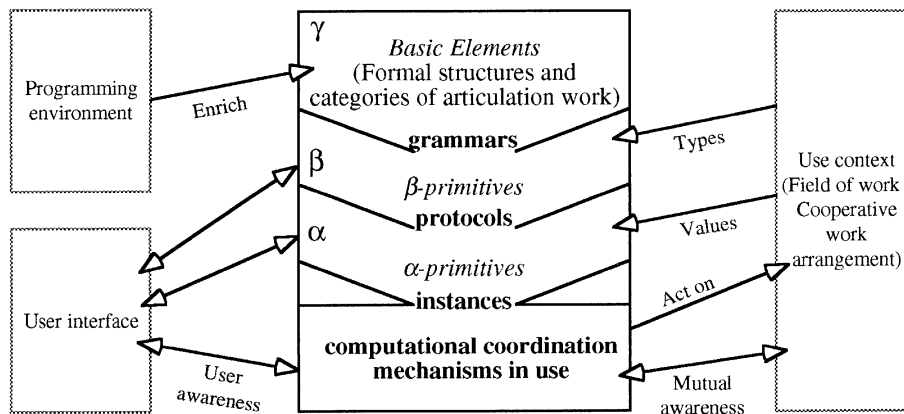 Programming
environment
Enrich
User interface
User
awareness
γ
Basic Elements
(Formal structures and
categories of articulation work)
grammars
β
β-primitives
protocols
α
α-primitives
instances
computational coordination
mechanisms in use
Types
Values
Act on
Mutual
awareness
Use context
(Field of work
Cooperative
work
arrangement)